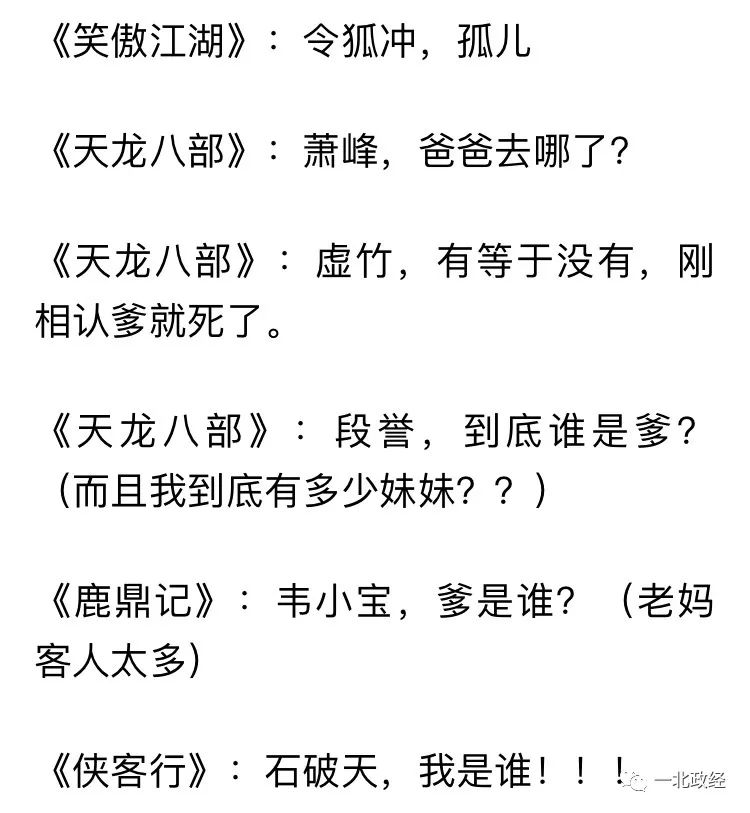 《笑傲江湖》：令狐冲，孤儿
《天龙八部》：萧峰，爸爸去哪了？
《天龙八部》：虚竹，有等于没有，刚
相认爹就死了。
《天龙八部》：段誉，到底谁是爹？
（而且我到底有多少妹妹？？）
《鹿鼎记》：韦小宝，爹是谁？（老妈
客人太多）
《侠客行》：石破天，我是谁！！！
一北政经